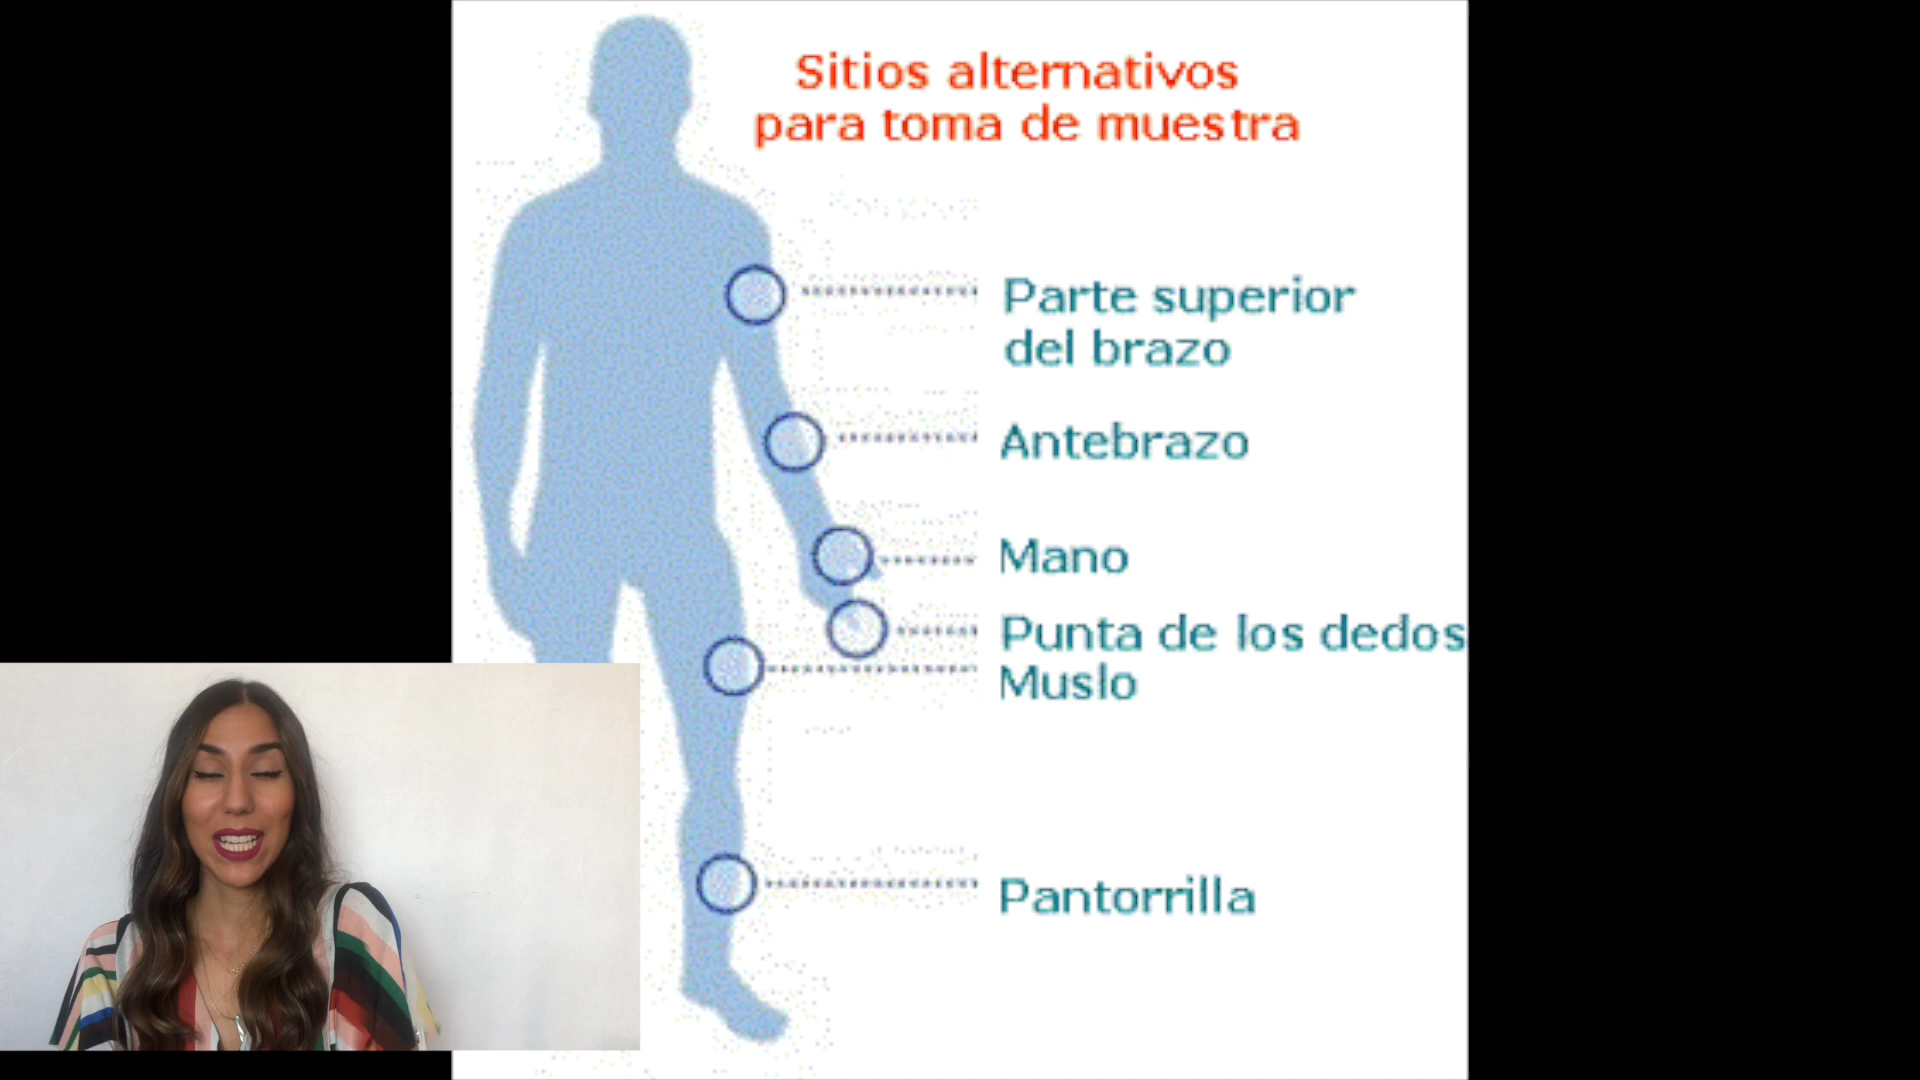 Sitios alternativos
para toma de muestra
Parte superior
del brazo
Antebrazo
Mano
Punta de los dedos
Muslo
Pantorrilla